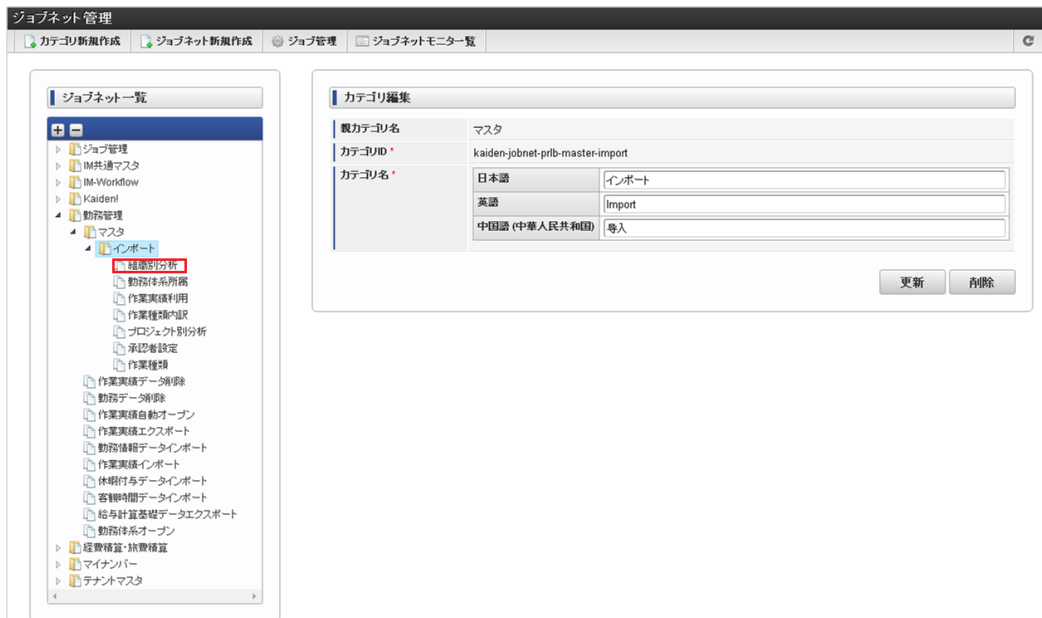 ジョブネット管理
カテゴリ新規作成 ジョブネット新規作成 ジョブ管理 ジョブネットモニター覧
ジョブネット一覧
ジョブ管理
IM共通マスタ
IM-Workflow
Kaiden!
勤務管理
マスタ
インポート
組織別分析
勤務体系所属
作業実績利用
作業種類内訳
プロジェクト別分析
承認者設定
作業種類
作業実績データ削除
勤務データ削除
作業実績自動オープン
作業実績エクスポート
勤務情報データインポート
作業実績インポート
休暇付与データインポート
客観時間データインポート
給与計算基礎データエクスポート
勤務体系オープン
経費精算・旅費精算
マイナンバー
テナントマスタ
カテゴリ編集
親カテゴリ名 マスタ
カテゴリID * kaiden-jobnet-prlb-master-import
カテゴリ名 *
日本語 インポート
英語 Import
中国語 (中華人民共和国) 导入
更新 削除